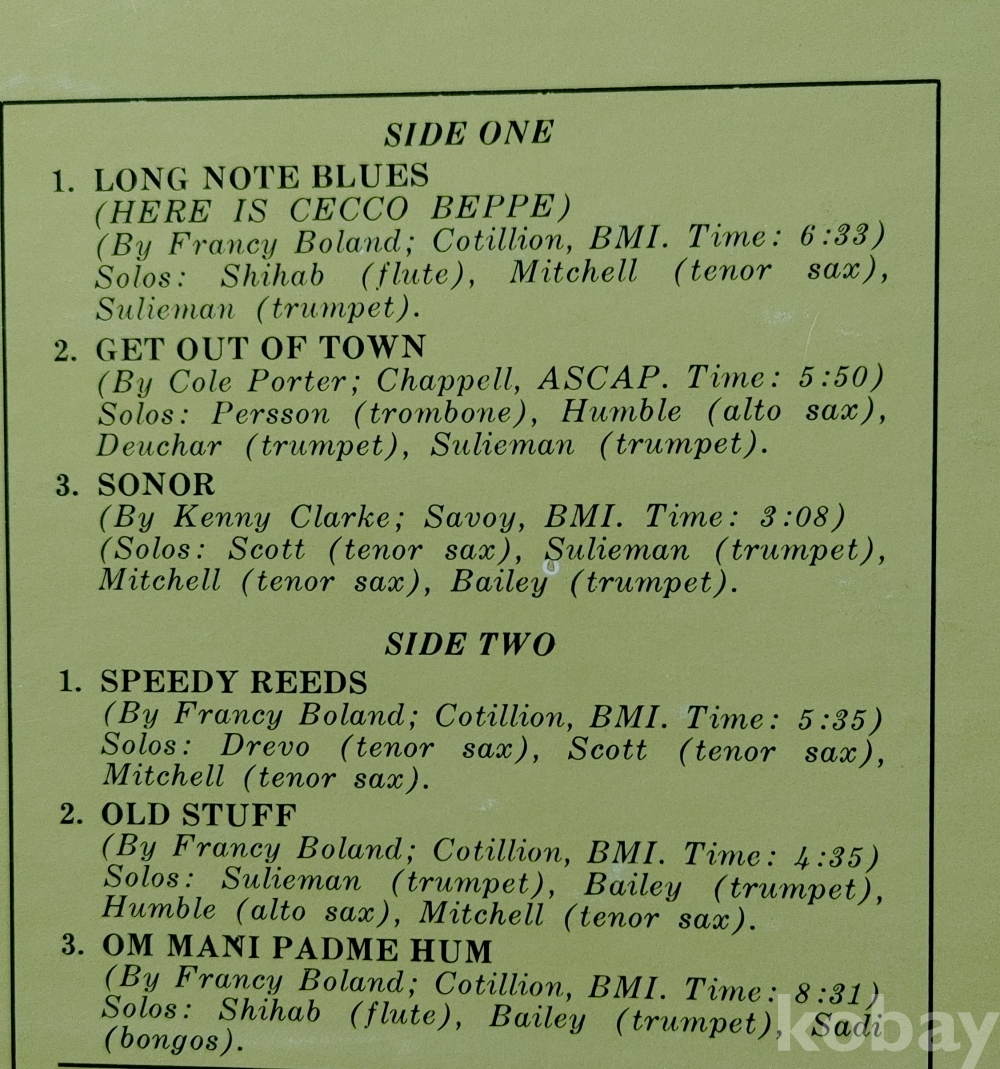 SIDE ONE
1. LONG NOTE BLUES
(HERE IS CECCO BEPPE)
(By Francy Boland; Cotillion, BMI. Time: 6:33)
Solos: Shihab (flute), Mitchell (tenor sax),
Sulieman (trumpet).
2. GET OUT OF TOWN
(By Cole Porter; Chappell, ASCAP. Time: 5:50)
Solos: Persson (trombone), Humble (alto sax),
Deuchar (trumpet), Sulieman (trumpet).
3. SONOR
(By Kenny Clarke; Savoy, BMI. Time: 3:08)
(Solos: Scott (tenor sax), Sulieman (trumpet),
Mitchell (tenor sax), Bailey (trumpet).
SIDE TWO
1. SPEEDY REEDS
(By Francy Boland; Cotillion, BMI. Time: 5:35)
Solos: Drevo (tenor sax), Scott (tenor sax),
Mitchell (tenor sax).
2. OLD STUFF
(By Francy Boland; Cotillion, BMI. Time: 4:35)
Solos: Sulieman (trumpet), Bailey (trumpet),
Humble (alto sax), Mitchell (tenor sax).
3. OM MANI PADME HUM
(By Francy Boland; Cotillion, BMI. Time: 8:31)
Solos: Shihab (flute), Bailey (trumpet), Sadi
(bongos).
kobay